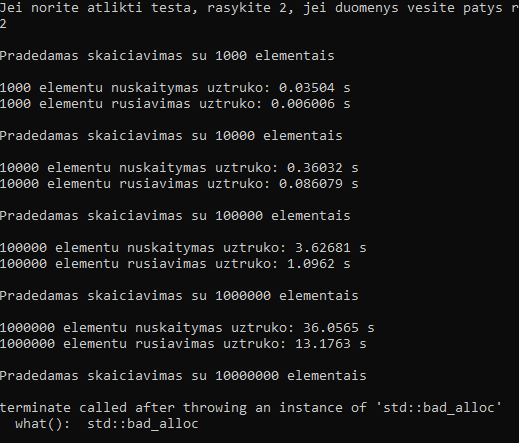 Jei norite atlikti testa, rasykite 2, jei duomenys vesite patys r
2
Pradedamas skaiciavimas su 1000 elementais
1000 elementu nuskaitymas uztruko: 0.03504 s
1000 elementu rusiavimas uztruko: 0.006006 s
Pradedamas skaiciavimas su 10000 elementais
10000 elementu nuskaitymas uztruko: 0.36032 s
10000 elementu rusiavimas uztruko: 0.086079 s
Pradedamas skaiciavimas su 100000 elementais
100000 elementu nuskaitymas uztruko: 3.62681 s
100000 elementu rusiavimas uztruko: 1.0962 s
Pradedamas skaiciavimas su 1000000 elementais
1000000 elementu nuskaitymas uztruko: 36.0565 s
1000000 elementu rusiavimas uztruko: 13.1763 s
Pradedamas skaiciavimas su 10000000 elementais
terminate called after throwing an instance of 'std::bad_alloc'
what():  std::bad_alloc